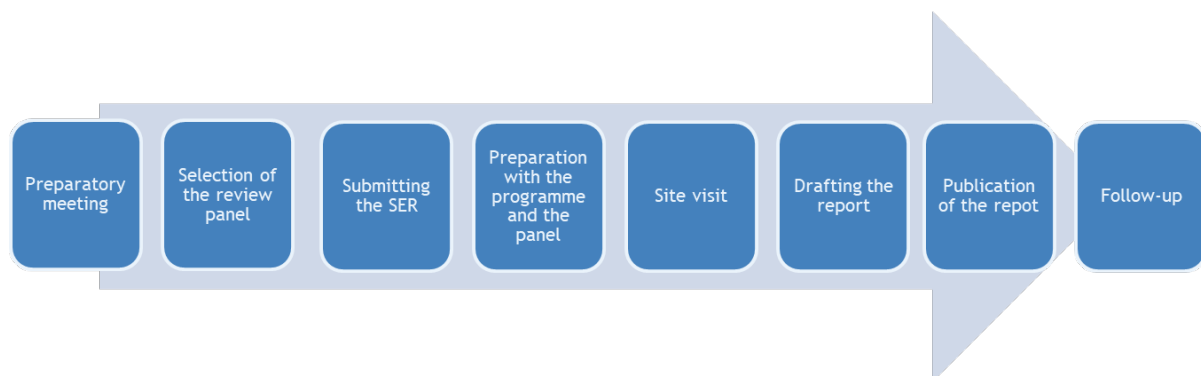 Preparatory
meeting
Selection of
the review
panel
Submitting
the SER
Preparation
with the
programme
and the
panel
Site visit
Drafting the
report
Publication
of the repot
Follow-up